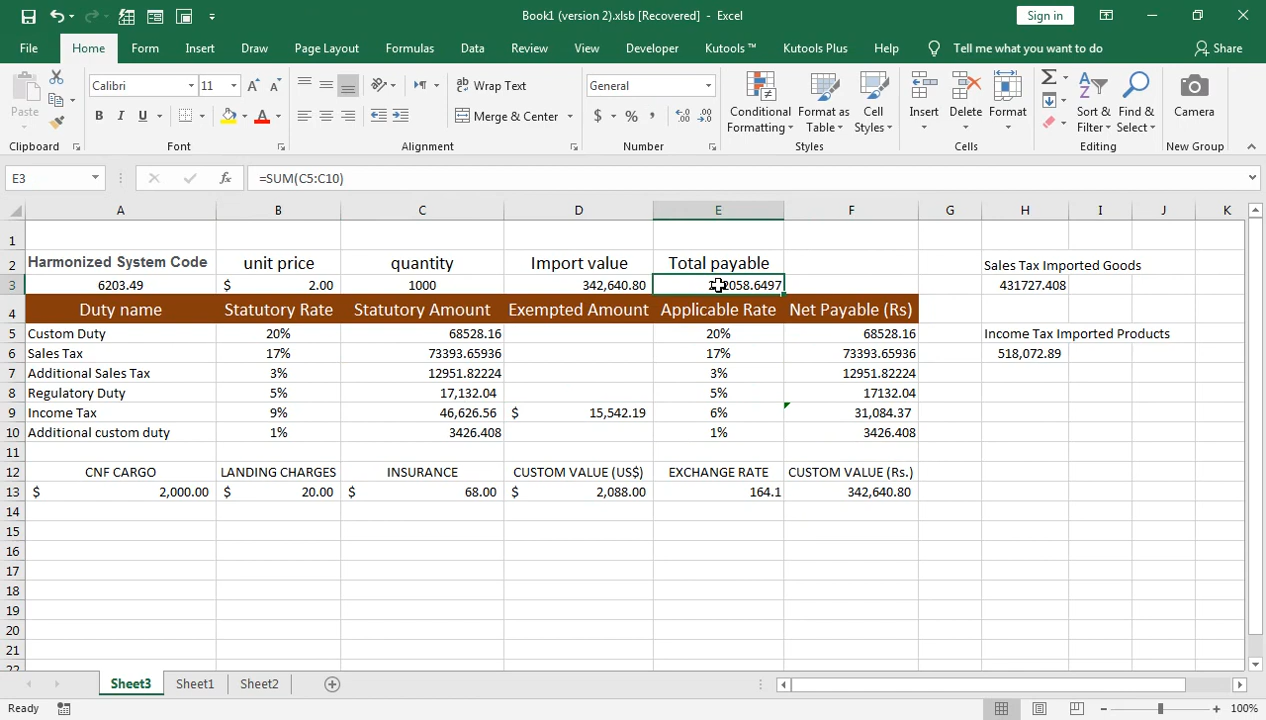 Book1 (version 2).xlsb [Recovered] - Excel
Sign in
File Home Form Insert Draw Page Layout Formulas Data Review View Developer Kutools ™ Kutools Plus Help Tell me what you want to do Share
Paste
Calibri 11
B I U
Wrap Text
Merge & Center
General
$ % ,
Conditional Formatting
Format as Table
Cell Styles
Insert
Delete
Format
Sort & Filter
Find & Select
Camera
Clipboard Font Alignment Number Styles Cells Editing New Group
E3 fx =SUM(C5:C10)
A B C D E F G H I J K
1
2 Harmonized System Code unit price quantity Import value Total payable Sales Tax Imported Goods
3 6203.49 $ 2.00 1000 342,640.80 2058.6497 431727.408
4 Duty name Statutory Rate Statutory Amount Exempted Amount Applicable Rate Net Payable (Rs)
5 Custom Duty 20% 68528.16 20% 68528.16 Income Tax Imported Products
6 Sales Tax 17% 73393.65936 17% 73393.65936 518,072.89
7 Additional Sales Tax 3% 12951.82224 3% 12951.82224
8 Regulatory Duty 5% 17,132.04 5% 17132.04
9 Income Tax 9% 46,626.56 $ 15,542.19 6% 31,084.37
10 Additional custom duty 1% 3426.408 1% 3426.408
11
12 CNF CARGO LANDING CHARGES INSURANCE CUSTOM VALUE (US$) EXCHANGE RATE CUSTOM VALUE (Rs.)
13 $ 2,000.00 $ 20.00 $ 68.00 $ 2,088.00 164.1 342,640.80
14
15
16
17
18
19
20
21
22
Sheet3 Sheet1 Sheet2
Ready 100%